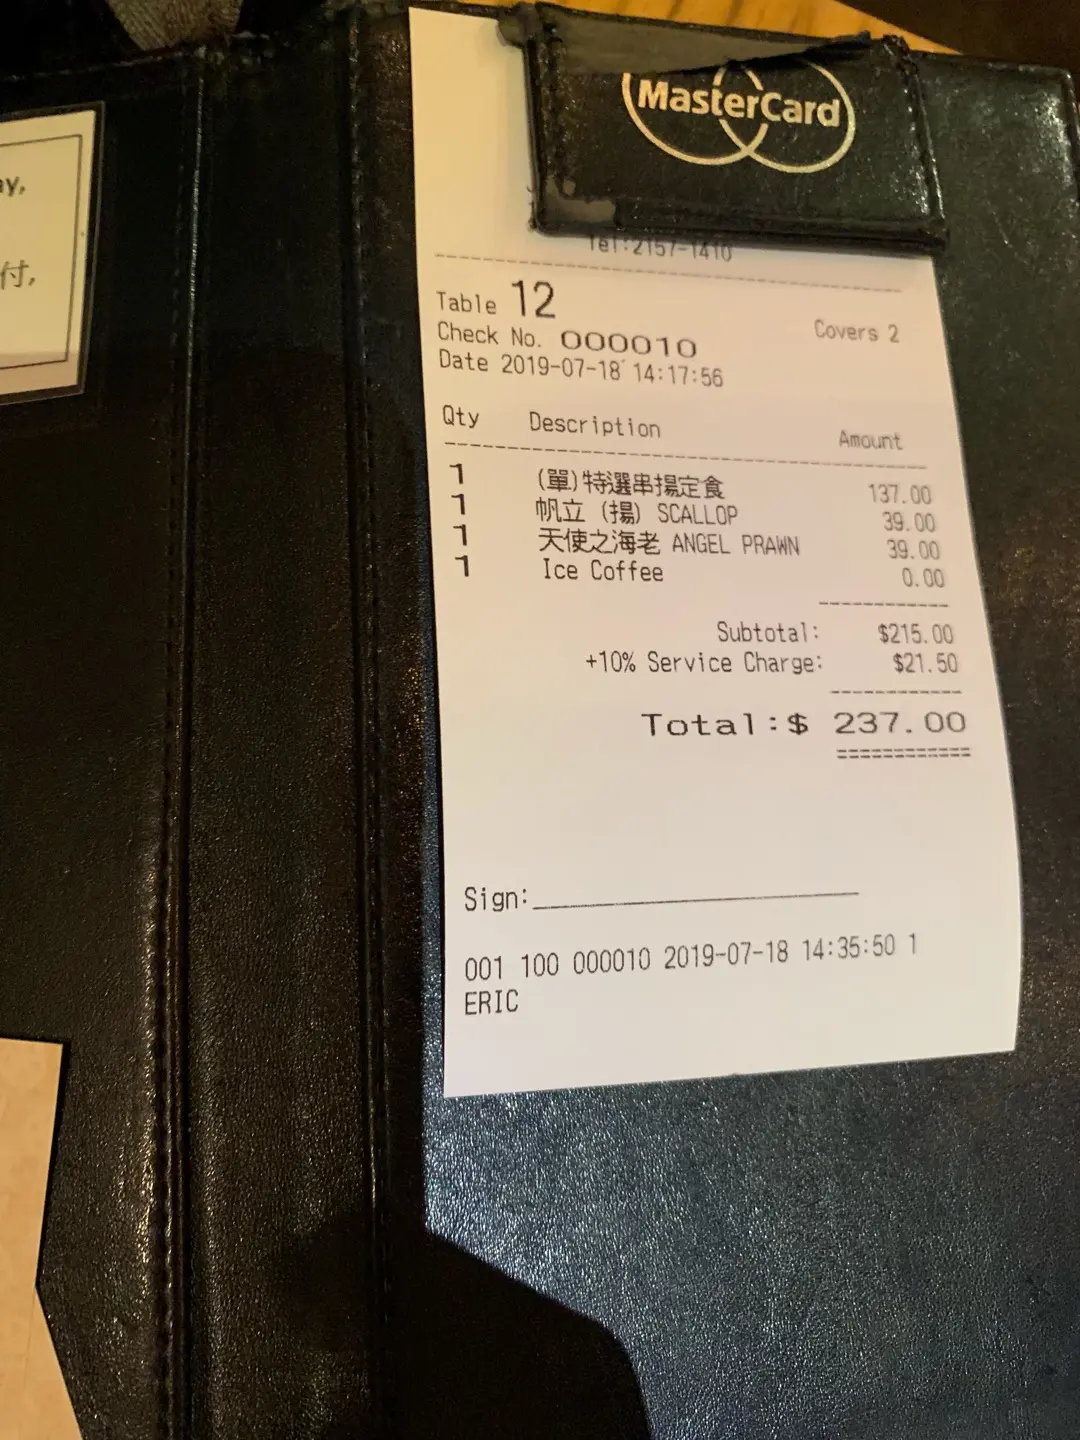 MasterCard
ay,
付,
Tel:2157-1410
Table 12
Covers 2
Check No. 000010
Date 2019-07-18 14:17:56
Qty Description Amount
1 (單)特選串揚定食 137.00
1 帆立 (揚) SCALLOP 39.00
1 天使之海老 ANGEL PRAWN 39.00
1 Ice Coffee 0.00
Subtotal: $215.00
+10% Service Charge: $21.50
Total:$ 237.00
Sign:
001 100 000010 2019-07-18 14:35:50 1
ERIC